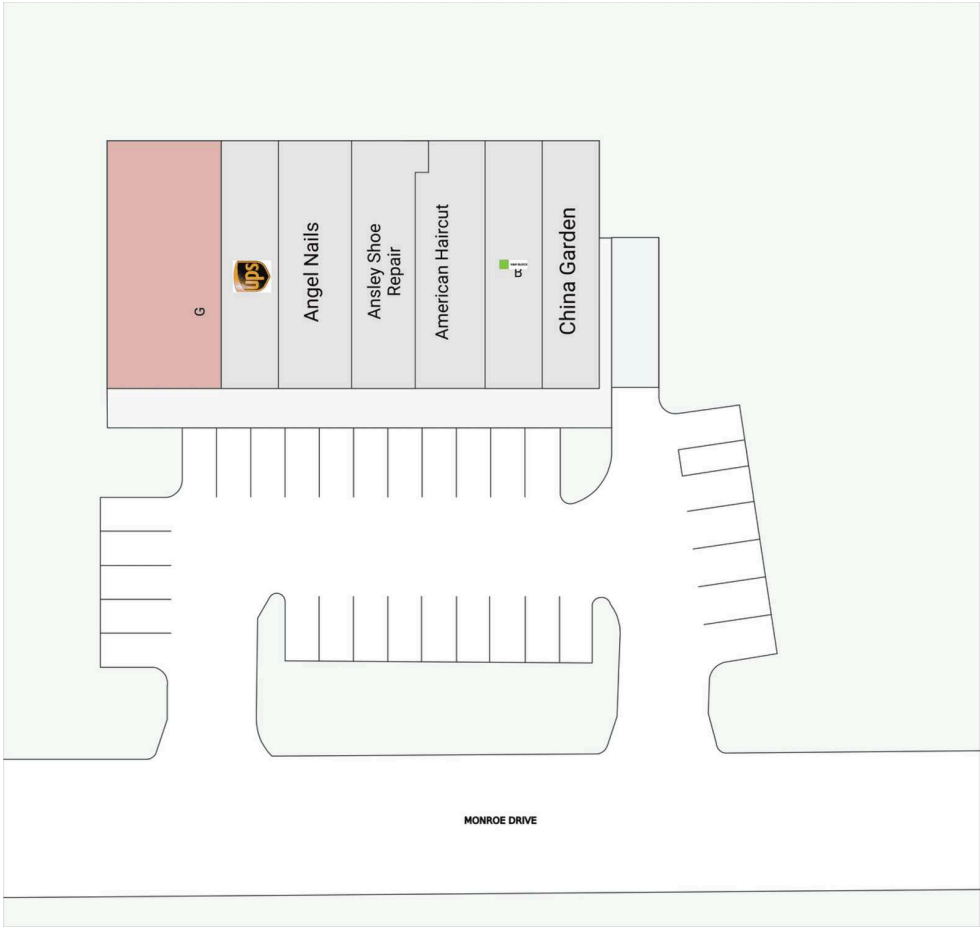 G
ups
Angel Nails
Ansley Shoe
Repair
American Haircut
China Garden
MONROE DRIVE